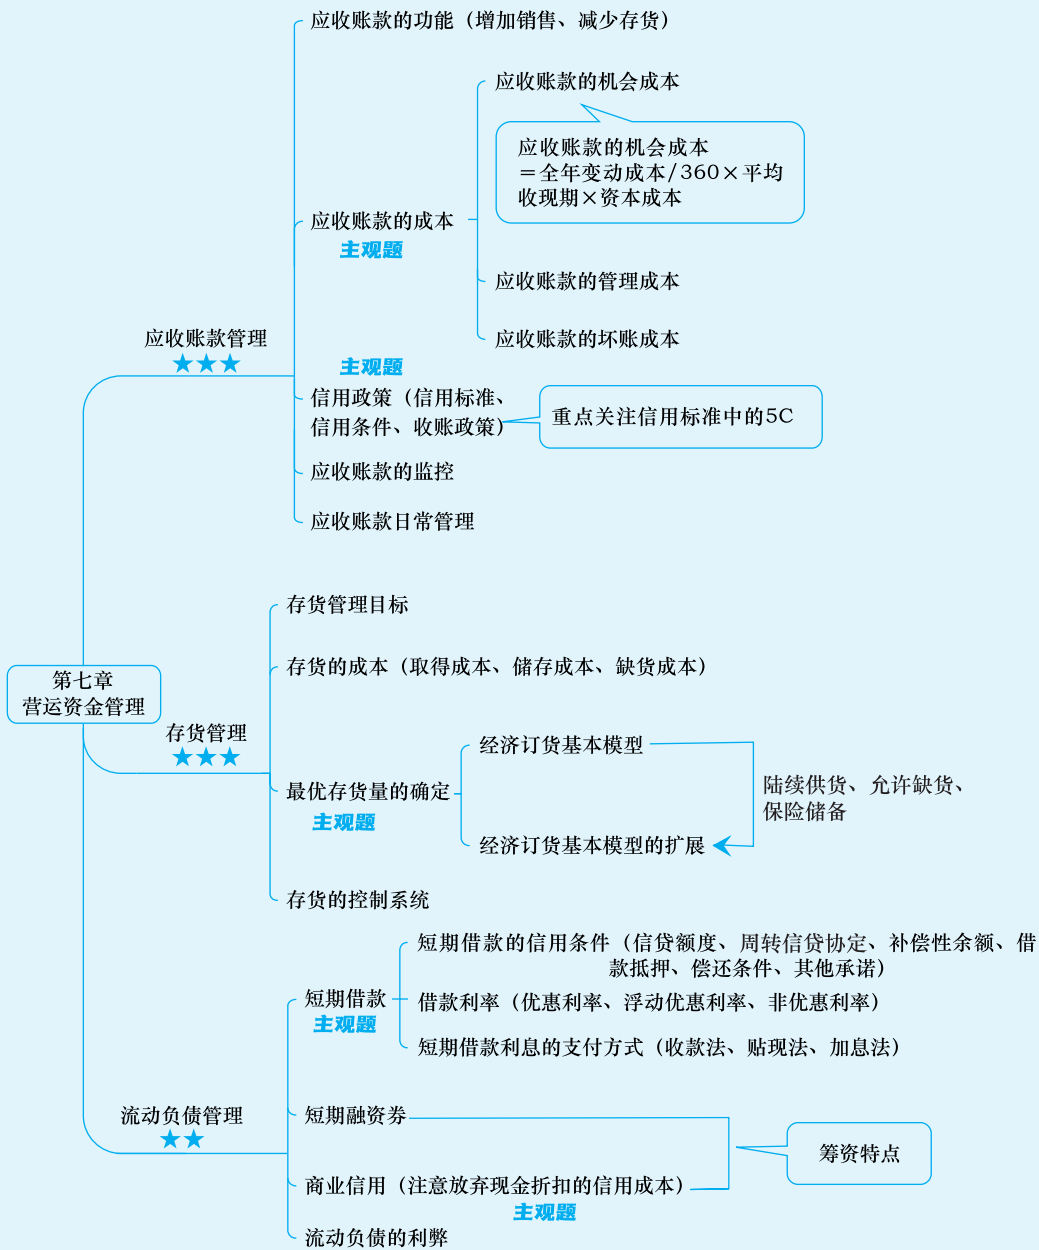 应收账款的功能（增加销售、减少存货）
应收账款的机会成本
应收账款的机会成本
＝全年变动成本/360×平均
收现期×资本成本
应收账款的成本
主观题
应收账款的管理成本
应收账款的坏账成本
应收账款管理
★★★
主观题
信用政策（信用标准、
信用条件、收账政策）
重点关注信用标准中的5C
应收账款的监控
应收账款日常管理
第七章
营运资金管理
存货管理目标
存货的成本（取得成本、储存成本、缺货成本）
存货管理
★★★
经济订货基本模型
最优存货量的确定
主观题
陆续供货、允许缺货、
保险储备
经济订货基本模型的扩展
存货的控制系统
短期借款的信用条件（信贷额度、周转信贷协定、补偿性余额、借
款抵押、偿还条件、其他承诺）
短期借款
主观题
借款利率（优惠利率、浮动优惠利率、非优惠利率）
短期借款利息的支付方式（收款法、贴现法、加息法）
流动负债管理
★★
短期融资券
筹资特点
商业信用（注意放弃现金折扣的信用成本）
主观题
流动负债的利弊